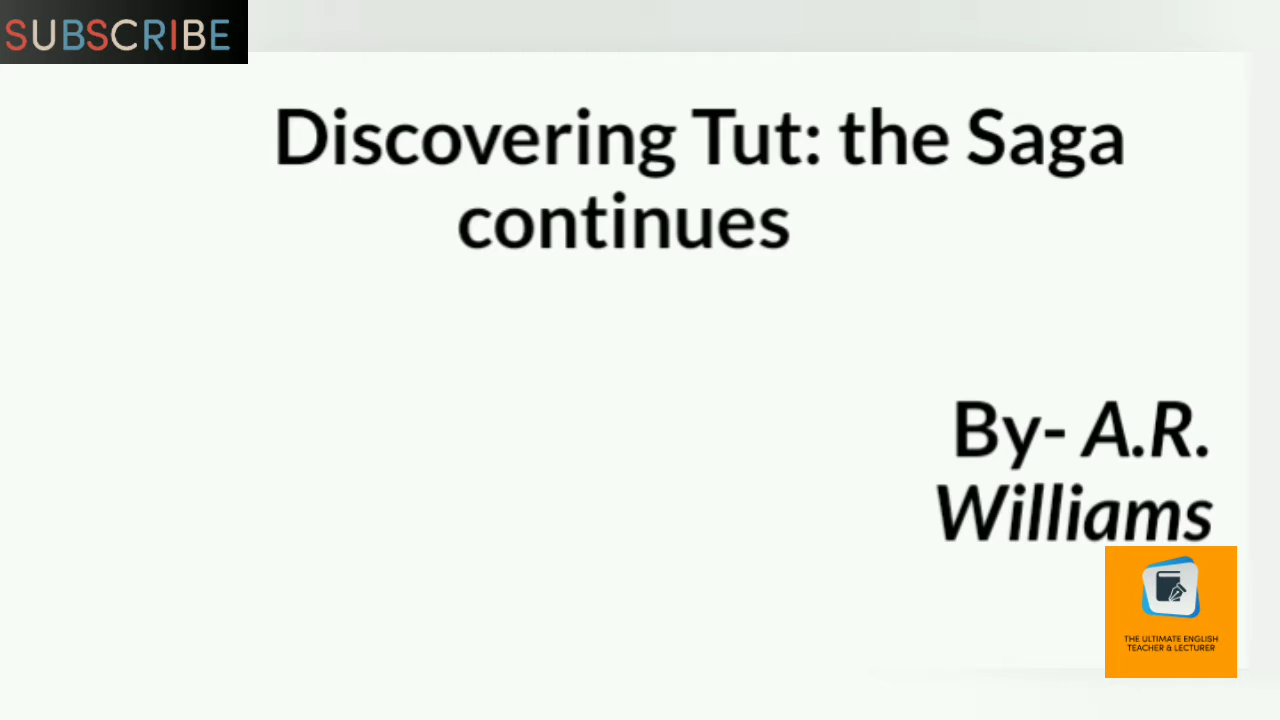 SUBSCRIBE
Discovering Tut: the Saga
continues
By- A.R.
Williams
THE ULTIMATE ENGLISH
TEACHER & LECTURER